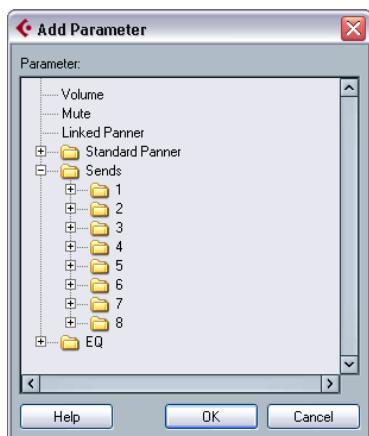 Add Parameter
Parameter:
Volume
Mute
Linked Panner
Standard Panner
Sends
1
2
3
4
5
6
7
8
EQ
Help OK Cancel